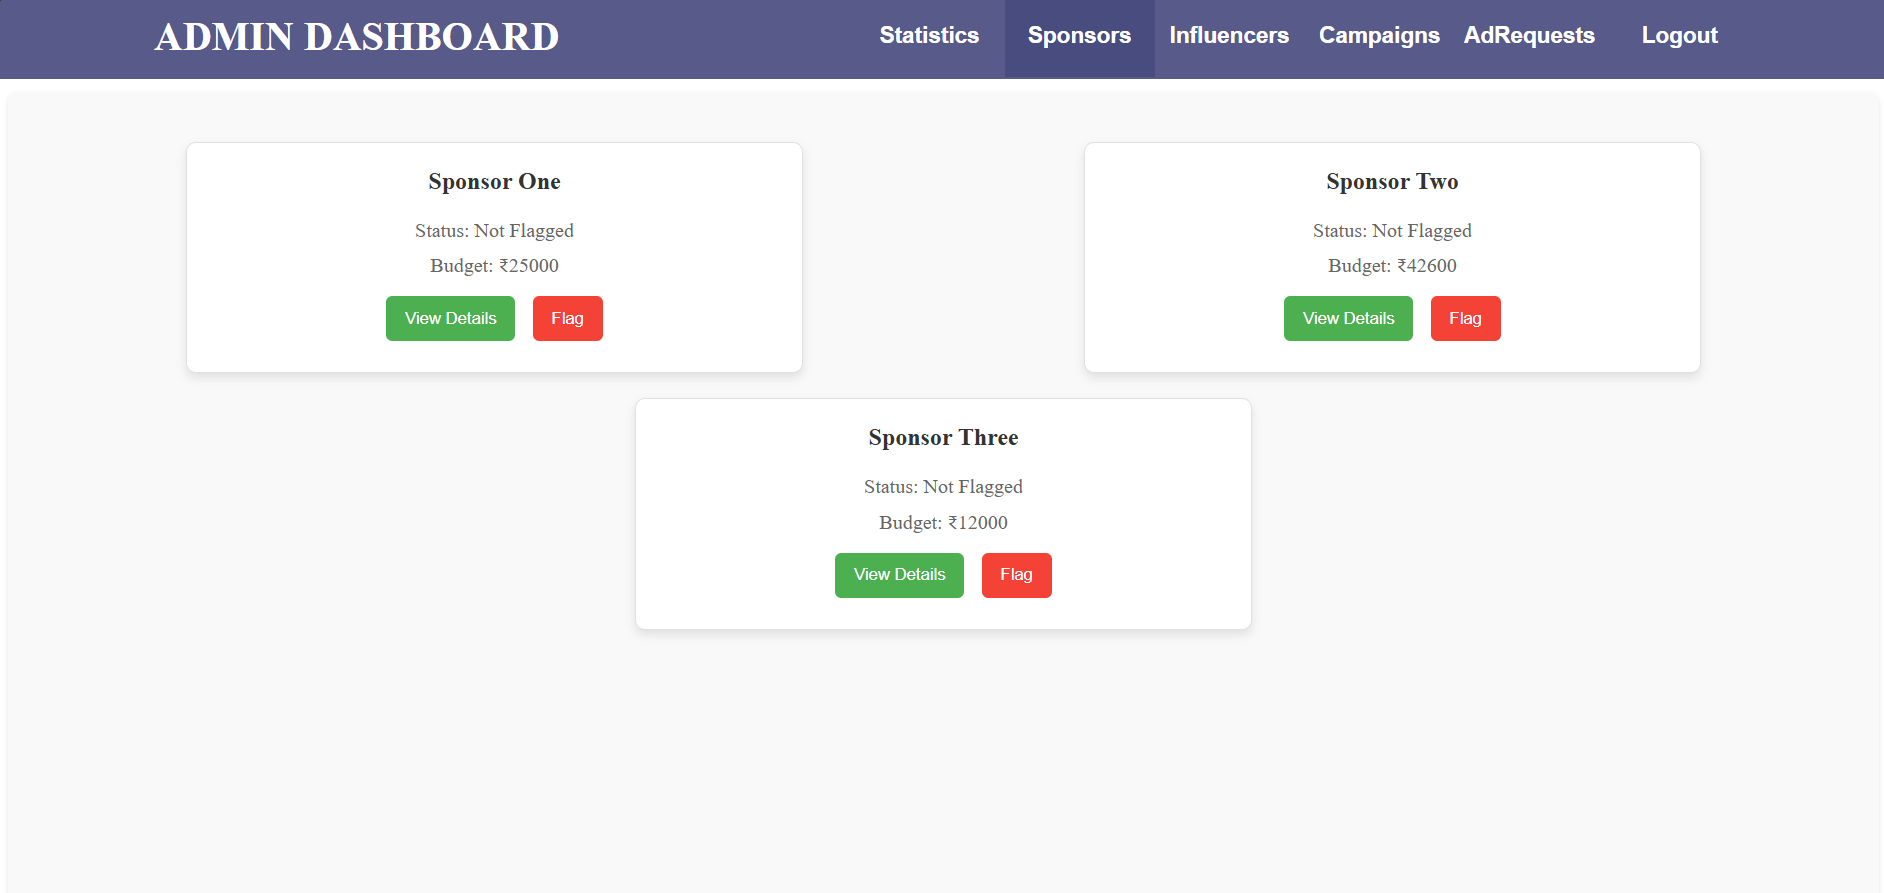 ADMIN DASHBOARD
Statistics Sponsors Influencers Campaigns AdRequests Logout
Sponsor One
Status: Not Flagged
Budget: ₹25000
View Details Flag
Sponsor Two
Status: Not Flagged
Budget: ₹42600
View Details Flag
Sponsor Three
Status: Not Flagged
Budget: ₹12000
View Details Flag